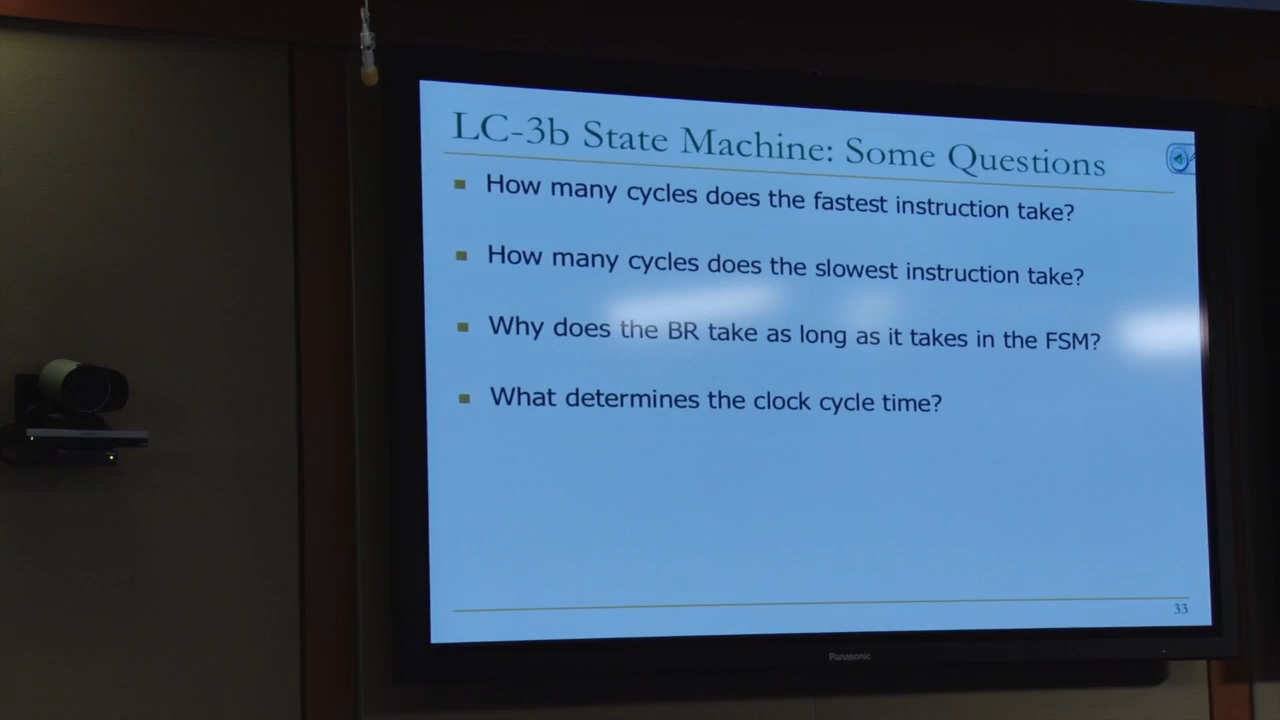 LC-3b State Machine: Some Questions
How many cycles does the fastest instruction take?
How many cycles does the slowest instruction take?
Why does the BR take as long as it takes in the FSM?
What determines the clock cycle time?
33
Panasonic